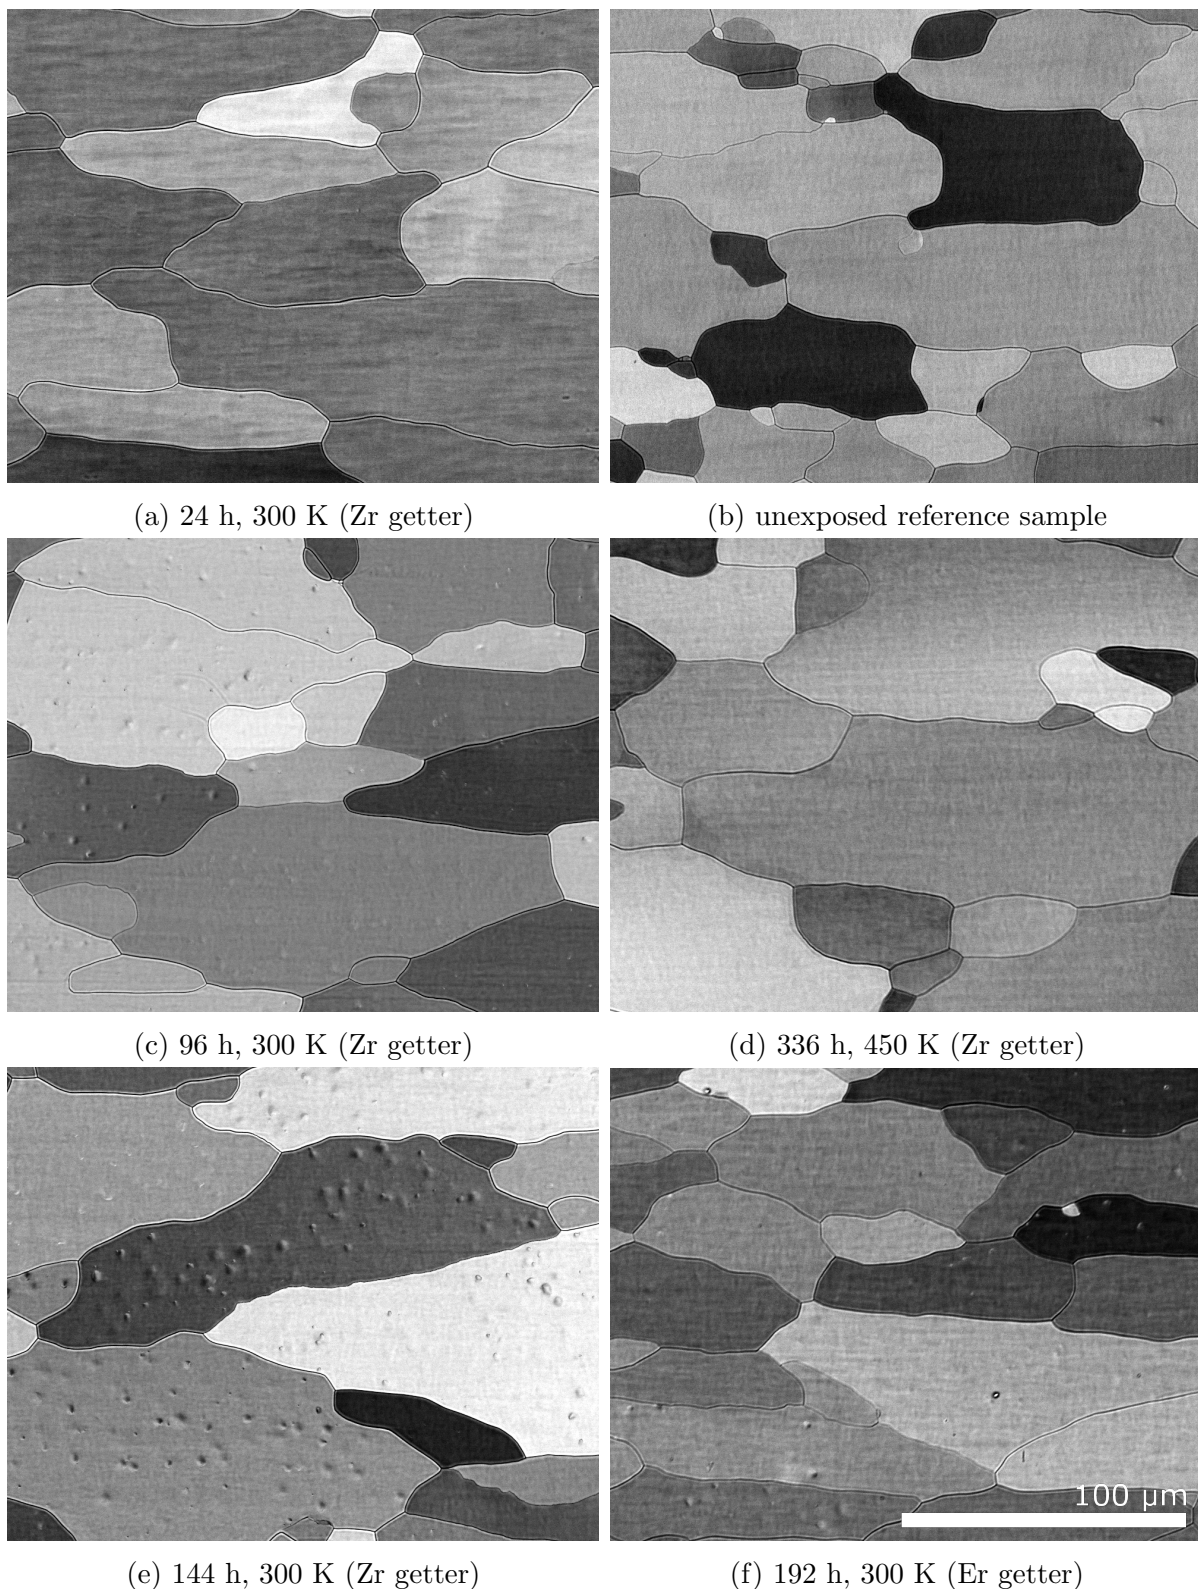 (a) 24 h, 300 K (Zr getter)
(b) unexposed reference sample
(c) 96 h, 300 K (Zr getter)
(d) 336 h, 450 K (Zr getter)
100 μm
(e) 144 h, 300 K (Zr getter)
(f) 192 h, 300 K (Er getter)